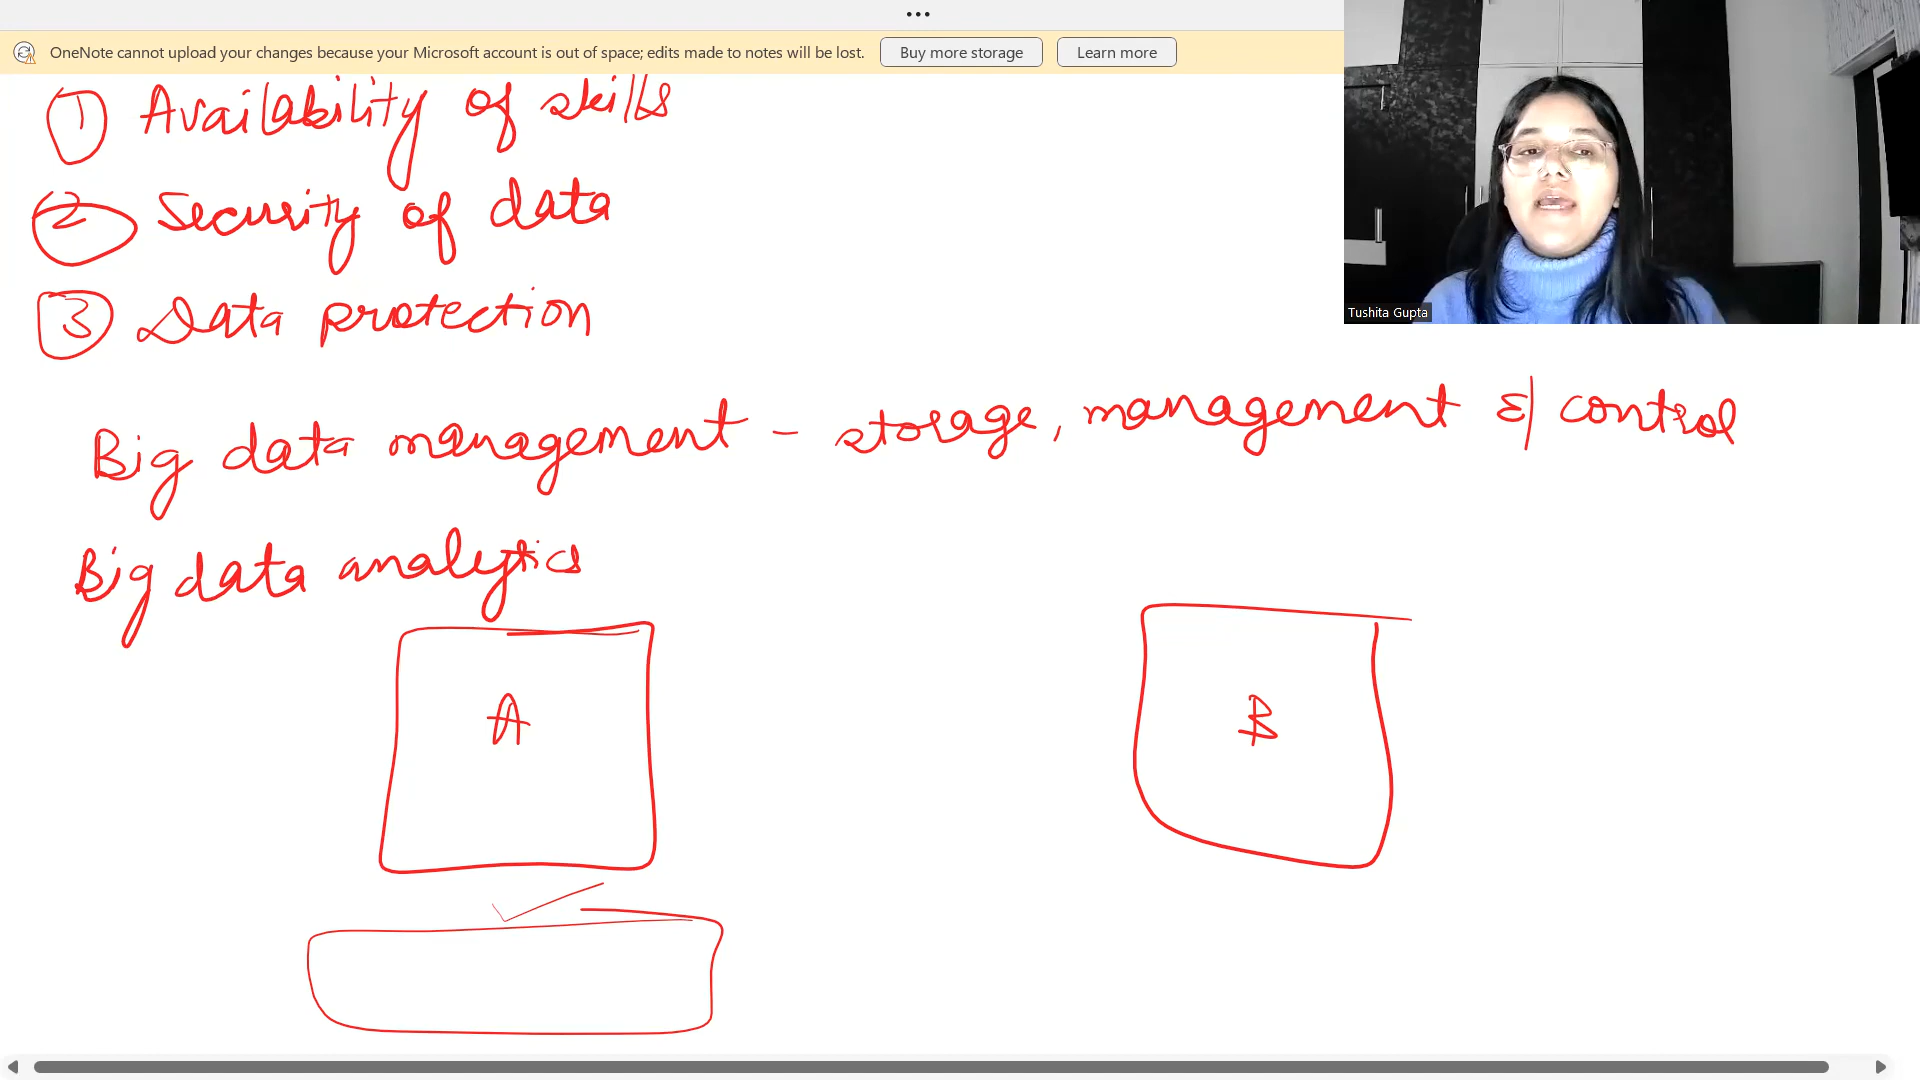 OneNote cannot upload your changes because your Microsoft account is out of space; edits made to notes will be lost. Buy more storage Learn more
① Availability of skills
② Security of data
③ Data protection
Tushita Gupta
Big data management - storage, management & control
Big data analytics
A B